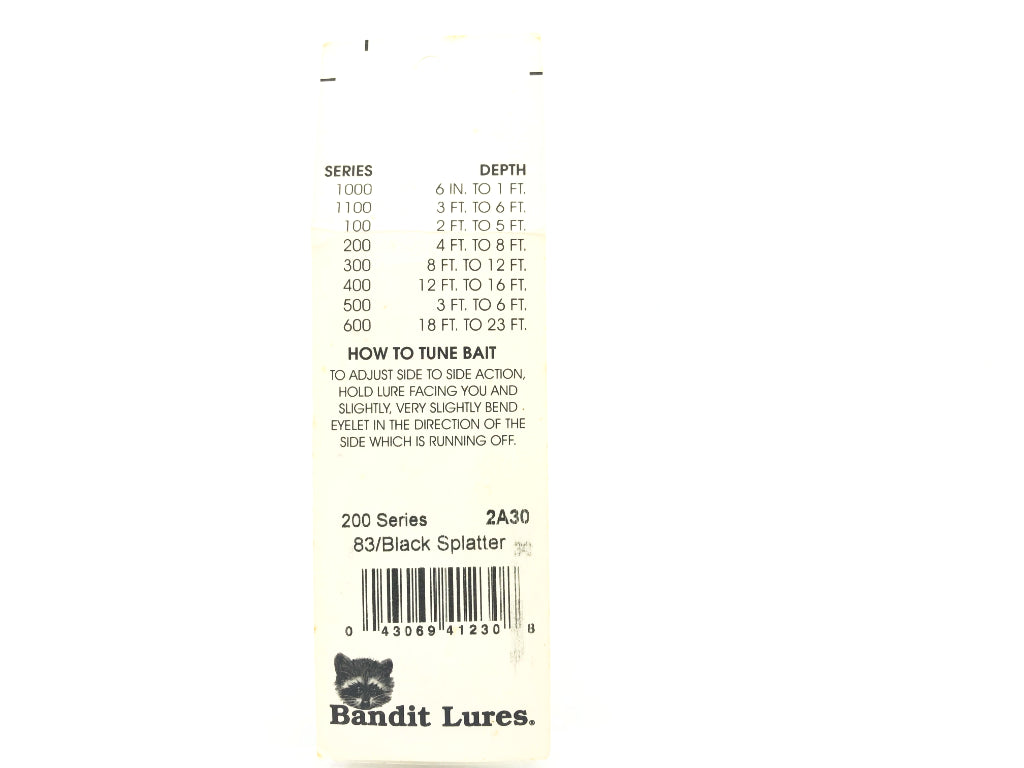 SERIES DEPTH
1000 6 IN. TO 1 FT.
1100 3 FT. TO 6 FT.
100 2 FT. TO 5 FT.
200 4 FT. TO 8 FT.
300 8 FT. TO 12 FT.
400 12 FT. TO 16 FT.
500 3 FT. TO 6 FT.
600 18 FT. TO 23 FT.
HOW TO TUNE BAIT
TO ADJUST SIDE TO SIDE ACTION,
HOLD LURE FACING YOU AND
SLIGHTLY, VERY SLIGHTLY BEND
EYELET IN THE DIRECTION OF THE
SIDE WHICH IS RUNNING OFF.
200 Series 2A30
83/Black Splatter
0 43069 41230 8
Bandit Lures.